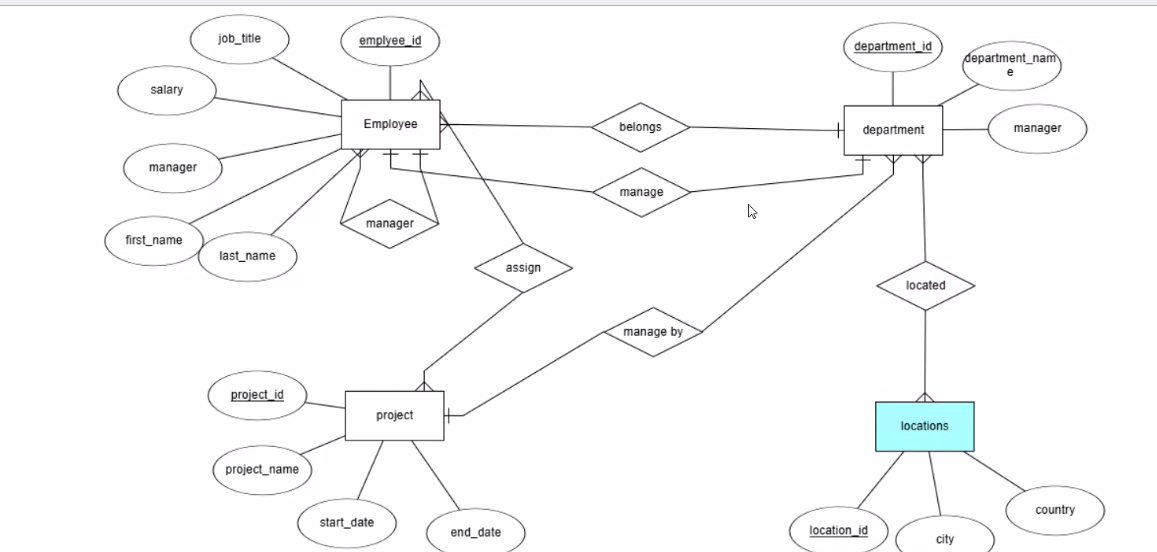 job_title
emplyee_id
department_id
department_nam
e
salary
Employee
belongs
department
manager
manager
manage
first_name
last_name
manager
assign
located
manage by
project_id
project
locations
project_name
start_date
end_date
location_id
city
country